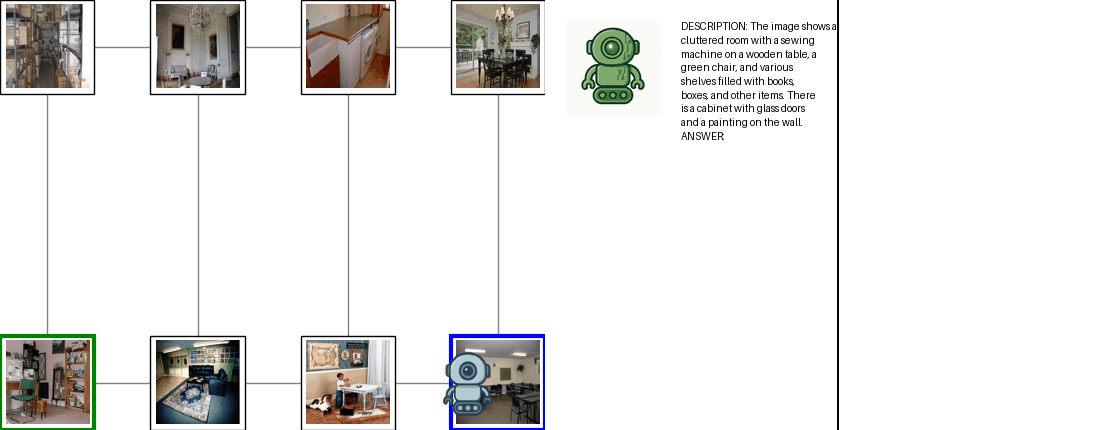 DESCRIPTION: The image shows a
cluttered room with a sewing
machine on a wooden table, a
green chair, and various
shelves filled with books,
boxes, and other items. There
is a cabinet with glass doors
and a painting on the wall.
ANSWER: